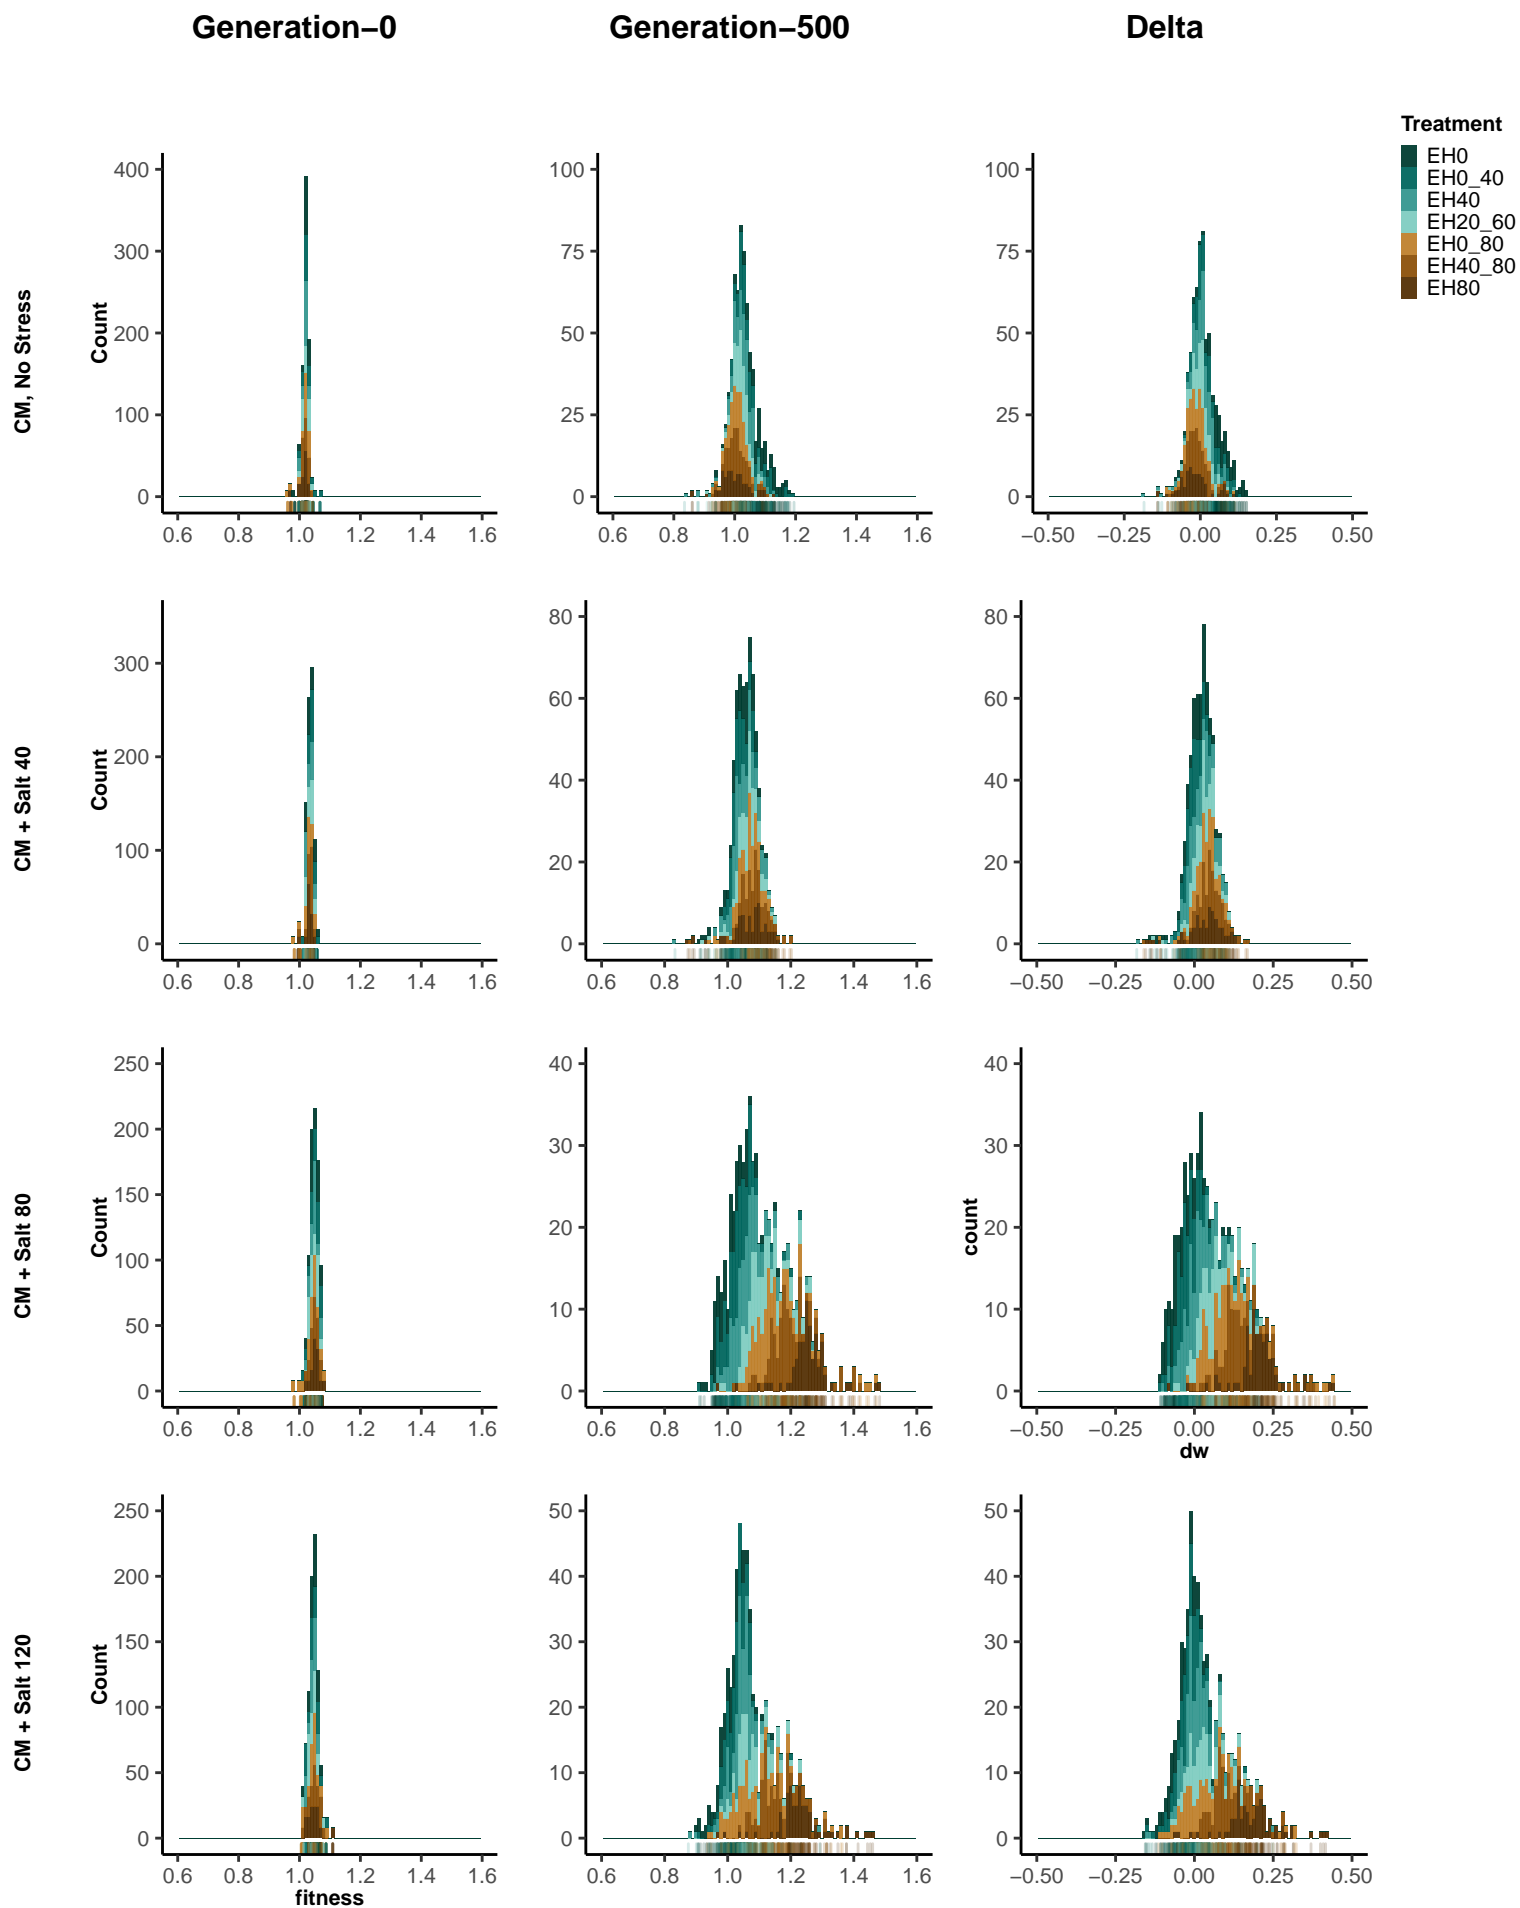 Generation−0 Generation−500 Delta
Treatment
EH0
EH0_40
EH40
EH20_60
EH0_80
EH40_80
EH80
CM, No Stress
Count
400
300
200
100
0
0.6 0.8 1.0 1.2 1.4 1.6
100
75
50
25
0
0.6 0.8 1.0 1.2 1.4 1.6
100
75
50
25
0
−0.50 −0.25 0.00 0.25 0.50
CM + Salt 40
Count
300
200
100
0
0.6 0.8 1.0 1.2 1.4 1.6
80
60
40
20
0
0.6 0.8 1.0 1.2 1.4 1.6
80
60
40
20
0
−0.50 −0.25 0.00 0.25 0.50
CM + Salt 80
Count
250
200
150
100
50
0
0.6 0.8 1.0 1.2 1.4 1.6
40
30
20
10
0
0.6 0.8 1.0 1.2 1.4 1.6
count
40
30
20
10
0
−0.50 −0.25 0.00 0.25 0.50
dw
CM + Salt 120
Count
250
200
150
100
50
0
0.6 0.8 1.0 1.2 1.4 1.6
fitness
50
40
30
20
10
0
0.6 0.8 1.0 1.2 1.4 1.6
50
40
30
20
10
0
−0.50 −0.25 0.00 0.25 0.50